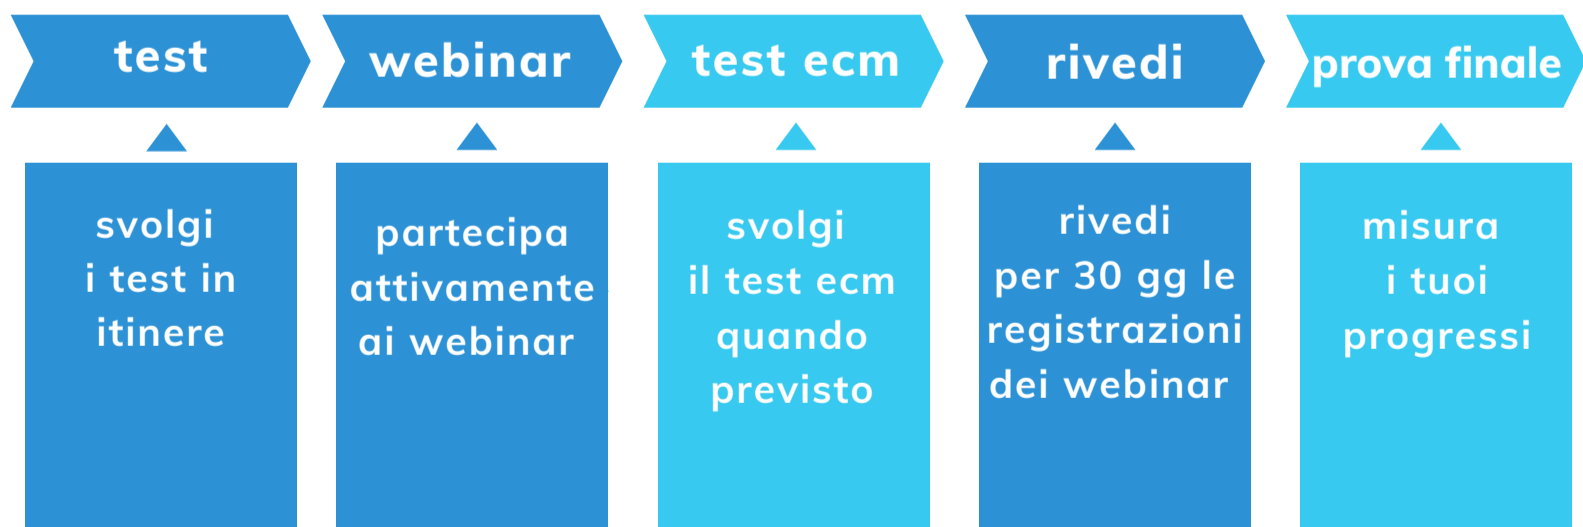 test
webinar
test ecm
rivedi
prova finale
svolgi
i test in
itinere
partecipa
attivamente
ai webinar
svolgi
il test ecm
quando
previsto
rivedi
per 30 gg le
registrazioni
dei webinar
misura
i tuoi
progressi